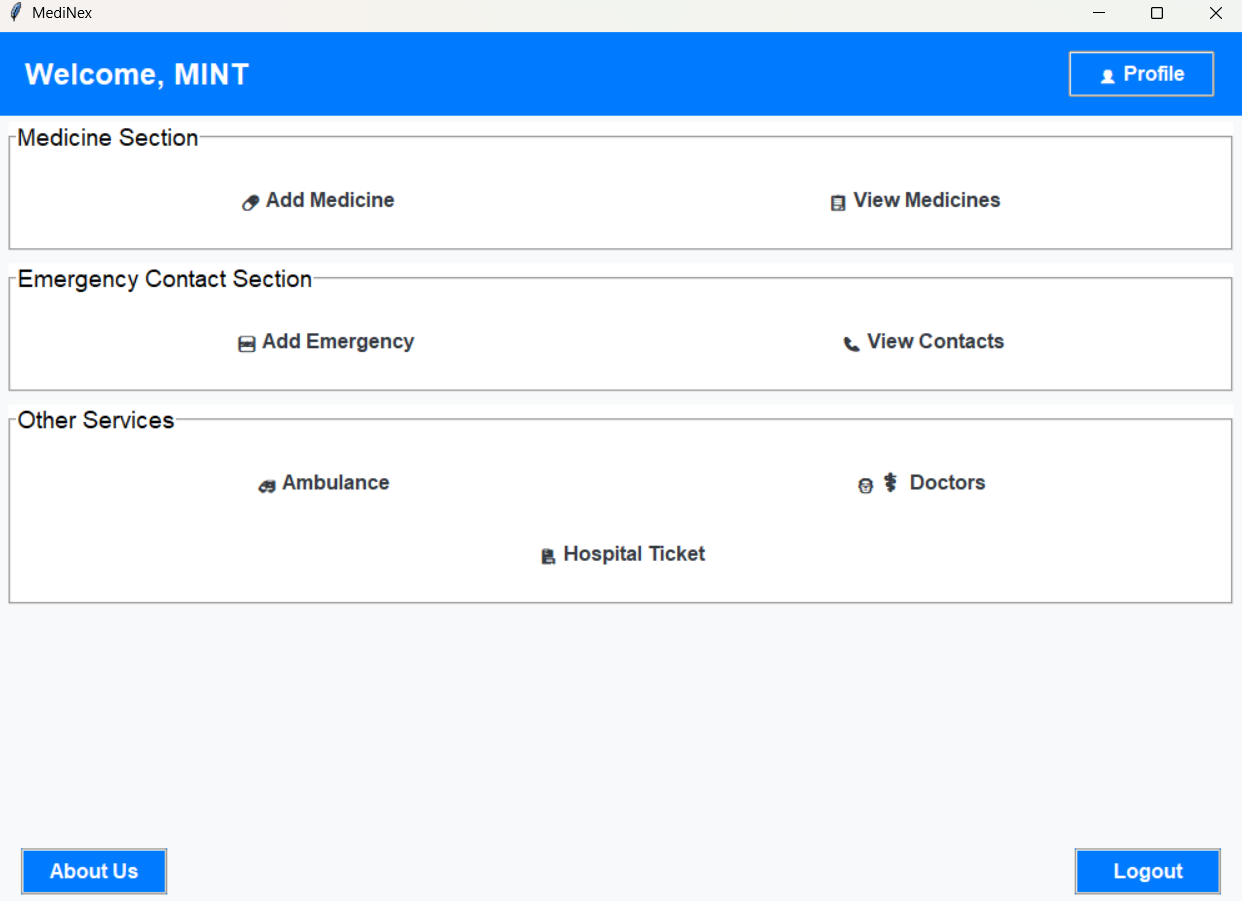 MediNex
Welcome, MINT
Profile
Medicine Section
Add Medicine
View Medicines
Emergency Contact Section
Add Emergency
View Contacts
Other Services
Ambulance
Doctors
Hospital Ticket
About Us
Logout